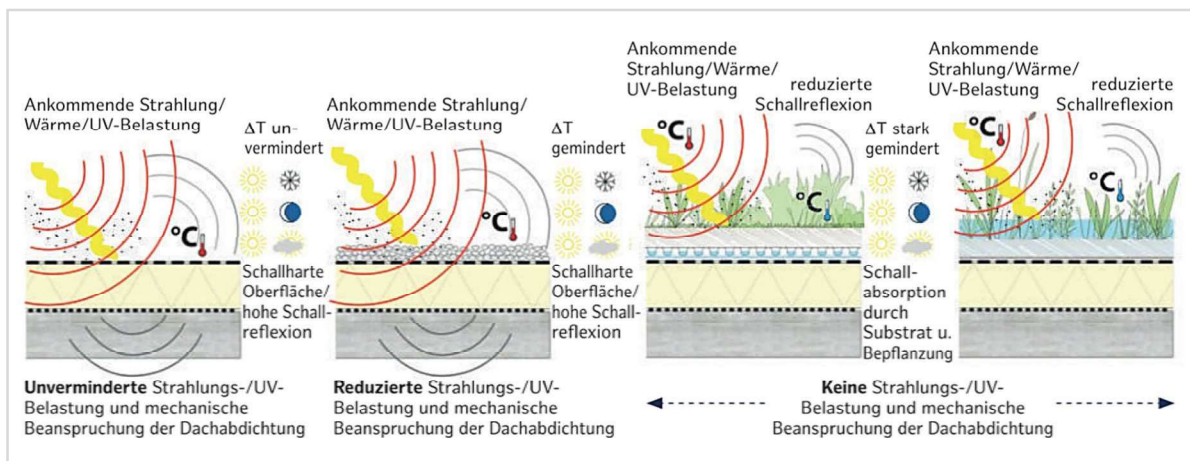 Ankommende Strahlung/
Wärme/UV-Belastung
ΔT un-
vermindert
°C
Schallharte
Oberfläche/
hohe Schall-
reflexion
Unverminderte Strahlungs-/UV-
Belastung und mechanische
Beanspruchung der Dachabdichtung
Ankommende Strahlung/
Wärme/UV-Belastung
ΔT
gemindert
°C
Schallharte
Oberfläche/
hohe Schall-
reflexion
Reduzierte Strahlungs-/UV-
Belastung und mechanische
Beanspruchung der Dachabdichtung
Ankommende
Strahlung/Wärme/
UV-Belastung
reduzierte
Schallreflexion
°C
°C
ΔT stark
gemindert
Schall-
absorption
durch
Substrat u.
Bepflanzung
Ankommende
Strahlung/Wärme/
UV-Belastung
reduzierte
Schallreflexion
°C
°C
Keine Strahlungs-/UV-
Belastung und mechanische
Beanspruchung der Dachabdichtung